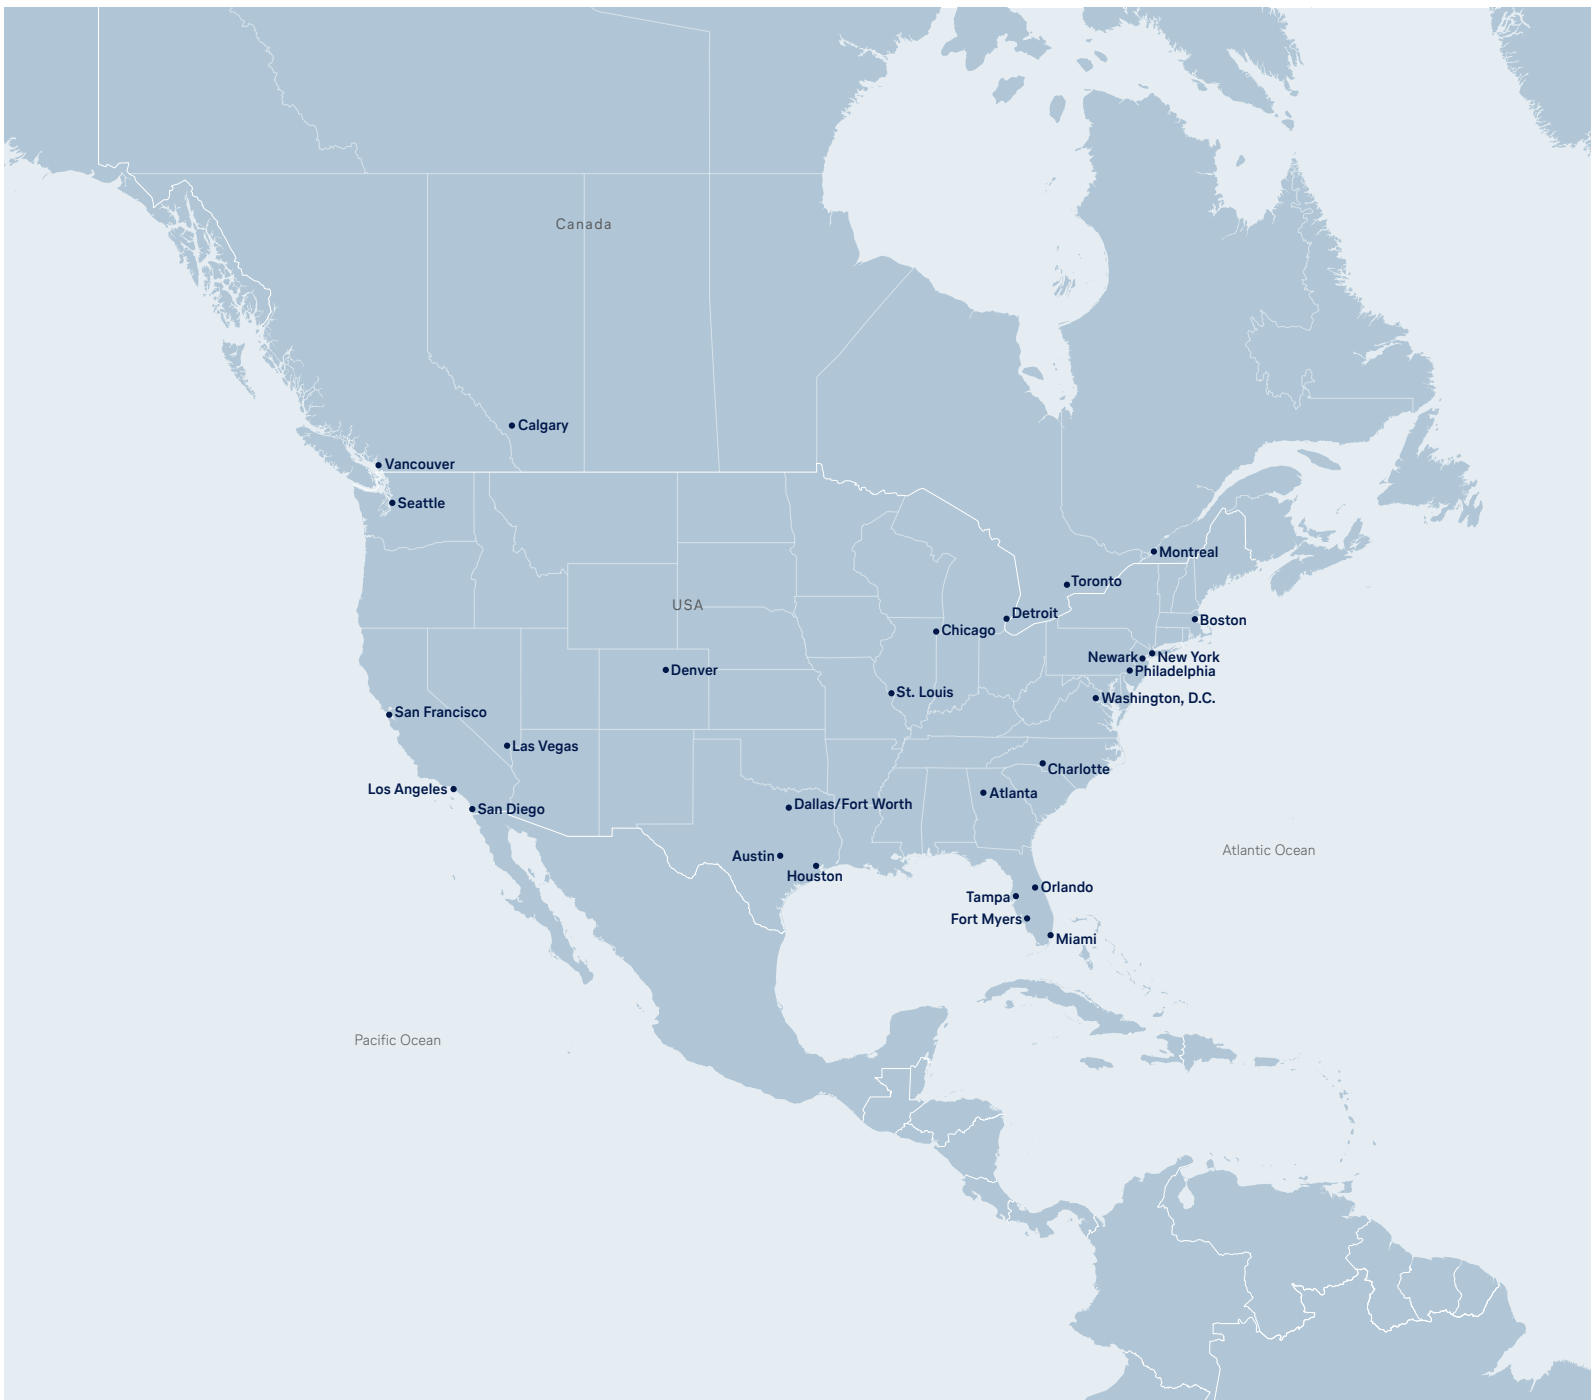 Canada
Calgary
Vancouver
Seattle
Montreal
Toronto
USA
Detroit
Boston
Chicago
Newark
New York
Denver
Philadelphia
St. Louis
Washington, D.C.
San Francisco
Las Vegas
Charlotte
Los Angeles
Atlanta
Dallas/Fort Worth
San Diego
Atlantic Ocean
Austin
Houston
Orlando
Tampa
Fort Myers
Miami
Pacific Ocean